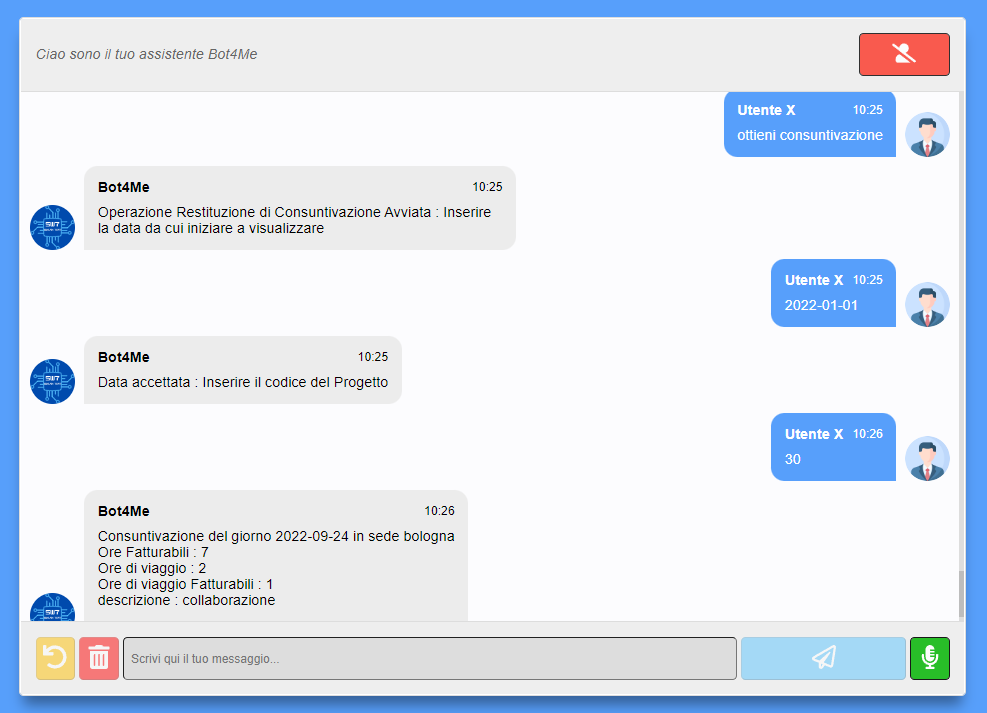 Ciao sono il tuo assistente Bot4Me
Utente X 10:25
ottieni consuntivazione
Bot4Me 10:25
Operazione Restituzione di Consuntivazione Avviata : Inserire
la data da cui iniziare a visualizzare
Utente X 10:25
2022-01-01
Bot4Me 10:25
Data accettata : Inserire il codice del Progetto
Utente X 10:26
30
Bot4Me 10:26
Consuntivazione del giorno 2022-09-24 in sede bologna
Ore Fatturabili : 7
Ore di viaggio : 2
Ore di viaggio Fatturabili : 1
descrizione : collaborazione
Scrivi qui il tuo messaggio...